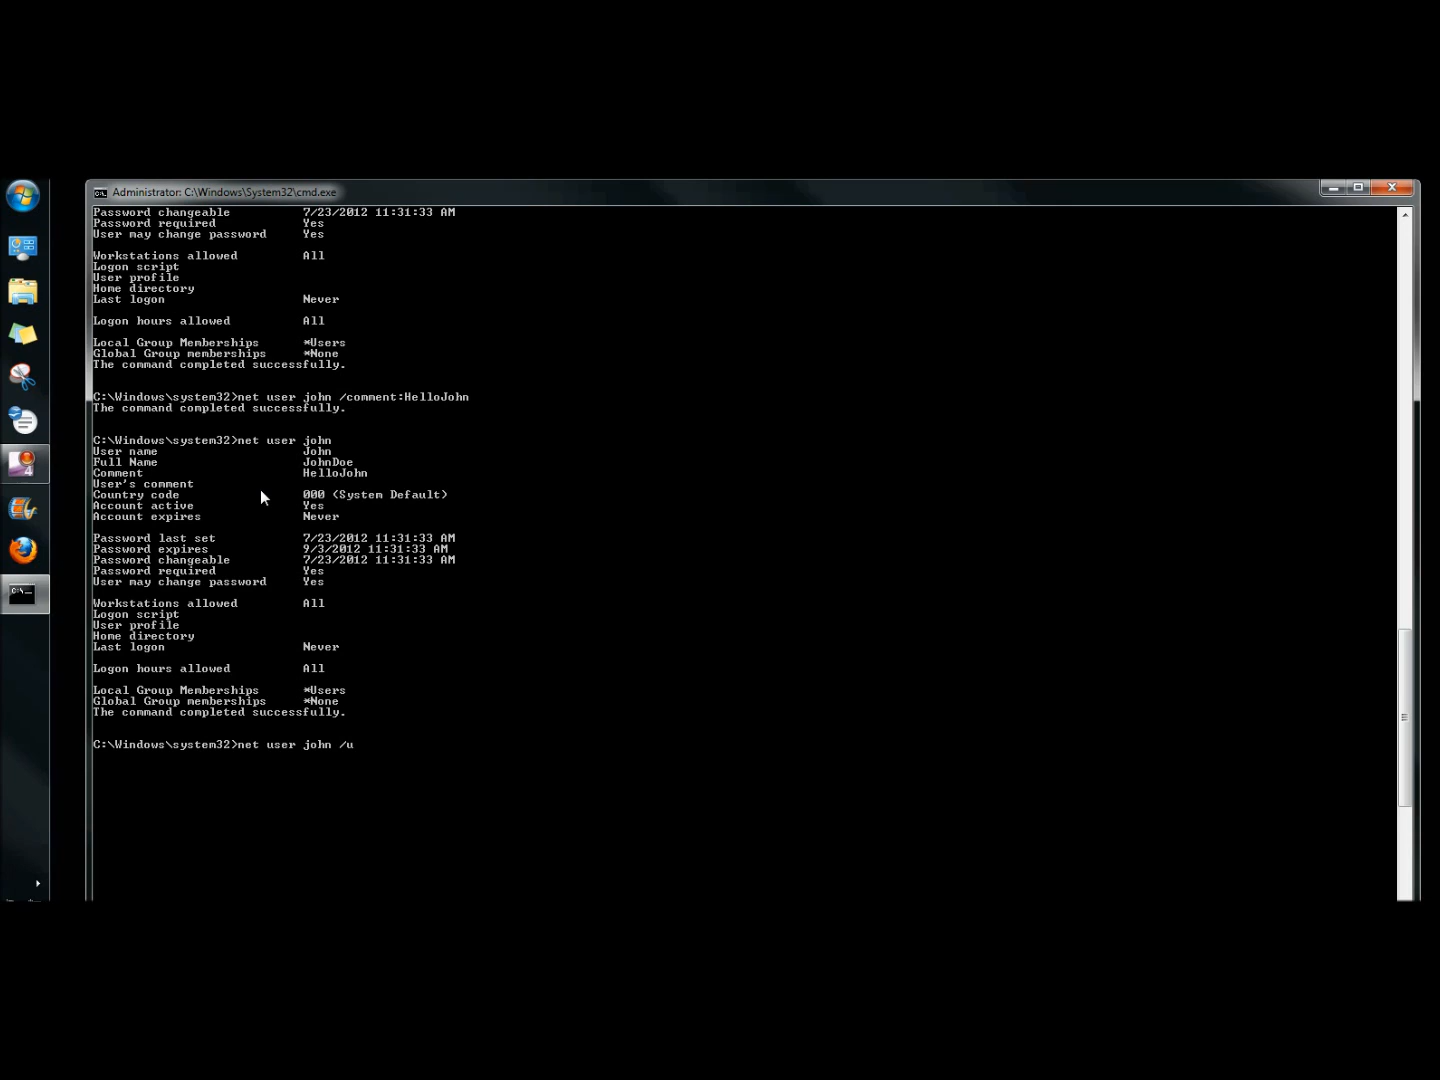 Administrator: C:\Windows\System32\cmd.exe
Password changeable 7/23/2012 11:31:33 AM
Password required Yes
User may change password Yes
Workstations allowed All
Logon script
User profile
Home directory
Last logon Never
Logon hours allowed All
Local Group Memberships *Users
Global Group memberships *None
The command completed successfully.
C:\Windows\system32>net user john /comment:HelloJohn
The command completed successfully.
C:\Windows\system32>net user john
User name John
Full Name JohnDoe
Comment HelloJohn
User's comment
Country code 000 (System Default)
Account active Yes
Account expires Never
Password last set 7/23/2012 11:31:33 AM
Password expires 9/3/2012 11:31:33 AM
Password changeable 7/23/2012 11:31:33 AM
Password required Yes
User may change password Yes
Workstations allowed All
Logon script
User profile
Home directory
Last logon Never
Logon hours allowed All
Local Group Memberships *Users
Global Group memberships *None
The command completed successfully.
C:\Windows\system32>net user john /u